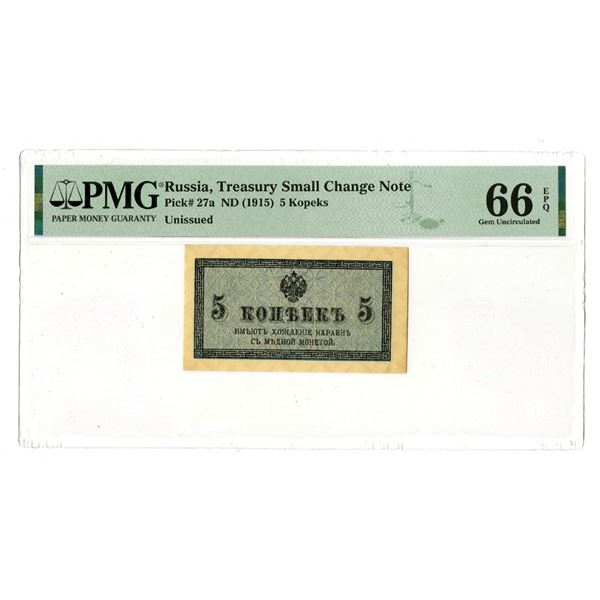 PMG® Russia, Treasury Small Change Note
Pick# 27a ND (1915) 5 Kopeks
PAPER MONEY GUARANTY Unissued
66 EPQ
Gem Uncirculated
5 КОПѢЕКЪ 5
ИМѢЮТЪ ХОЖДЕНІЕ НАРАВНѢ
СЪ МѢДНОЙ МОНЕТОЙ.